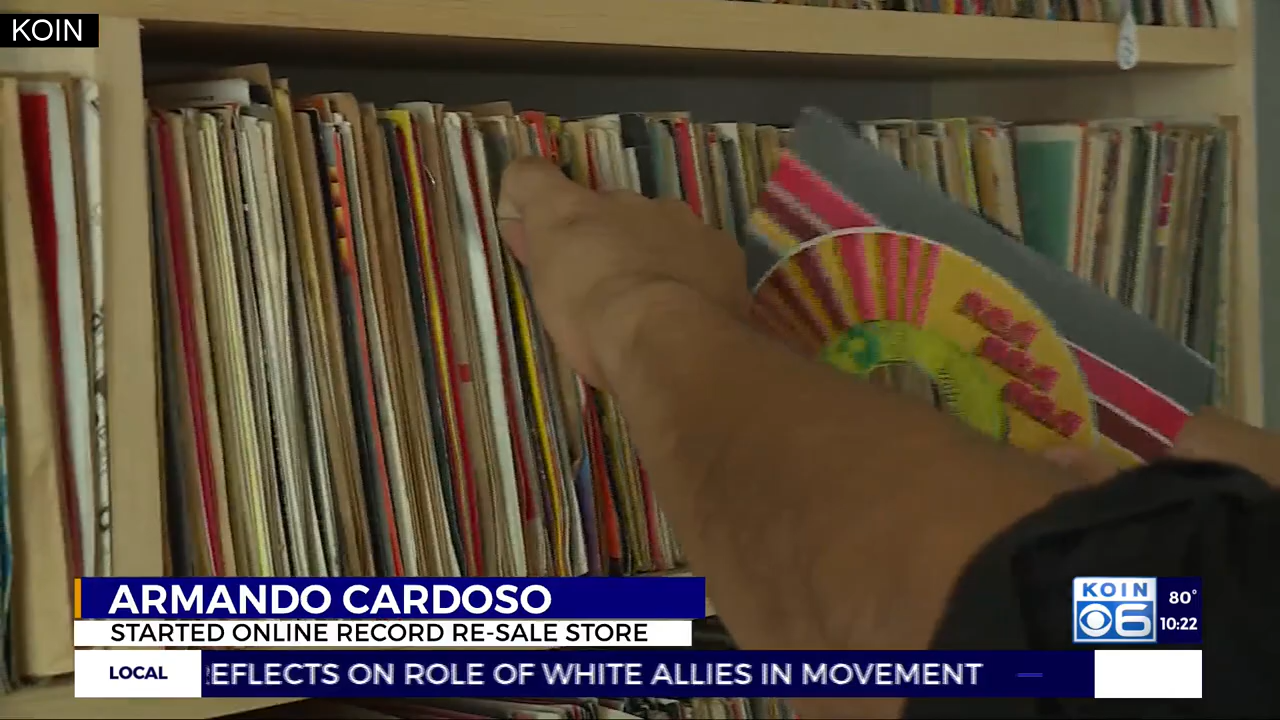 KOIN
ARMANDO CARDOSO
STARTED ONLINE RECORD RE-SALE STORE
KOIN
6
80°
10:22
LOCAL
REFLECTS ON ROLE OF WHITE ALLIES IN MOVEMENT —